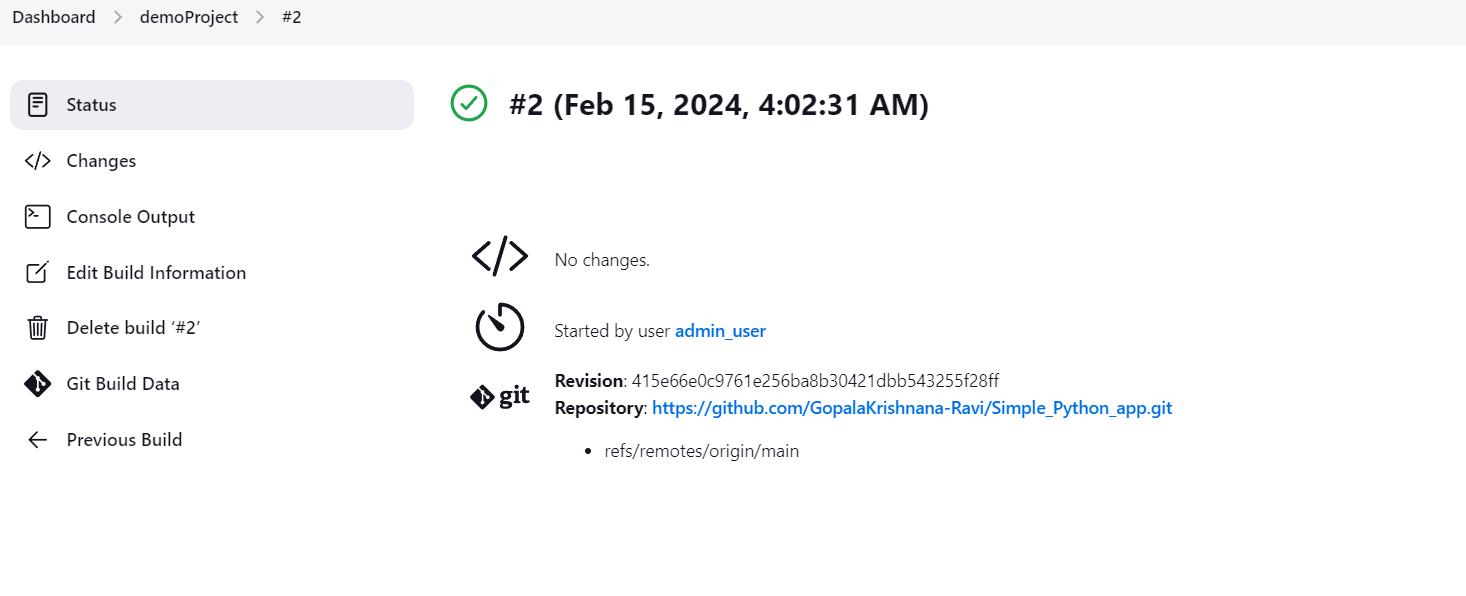 Dashboard > demoProject > #2
Status
Changes
Console Output
Edit Build Information
Delete build ‘#2’
Git Build Data
Previous Build
#2 (Feb 15, 2024, 4:02:31 AM)
No changes.
Started by user admin_user
git
Revision: 415e66e0c9761e256ba8b30421dbb543255f28ff
Repository: https://github.com/GopalaKrishnana-Ravi/Simple_Python_app.git
• refs/remotes/origin/main